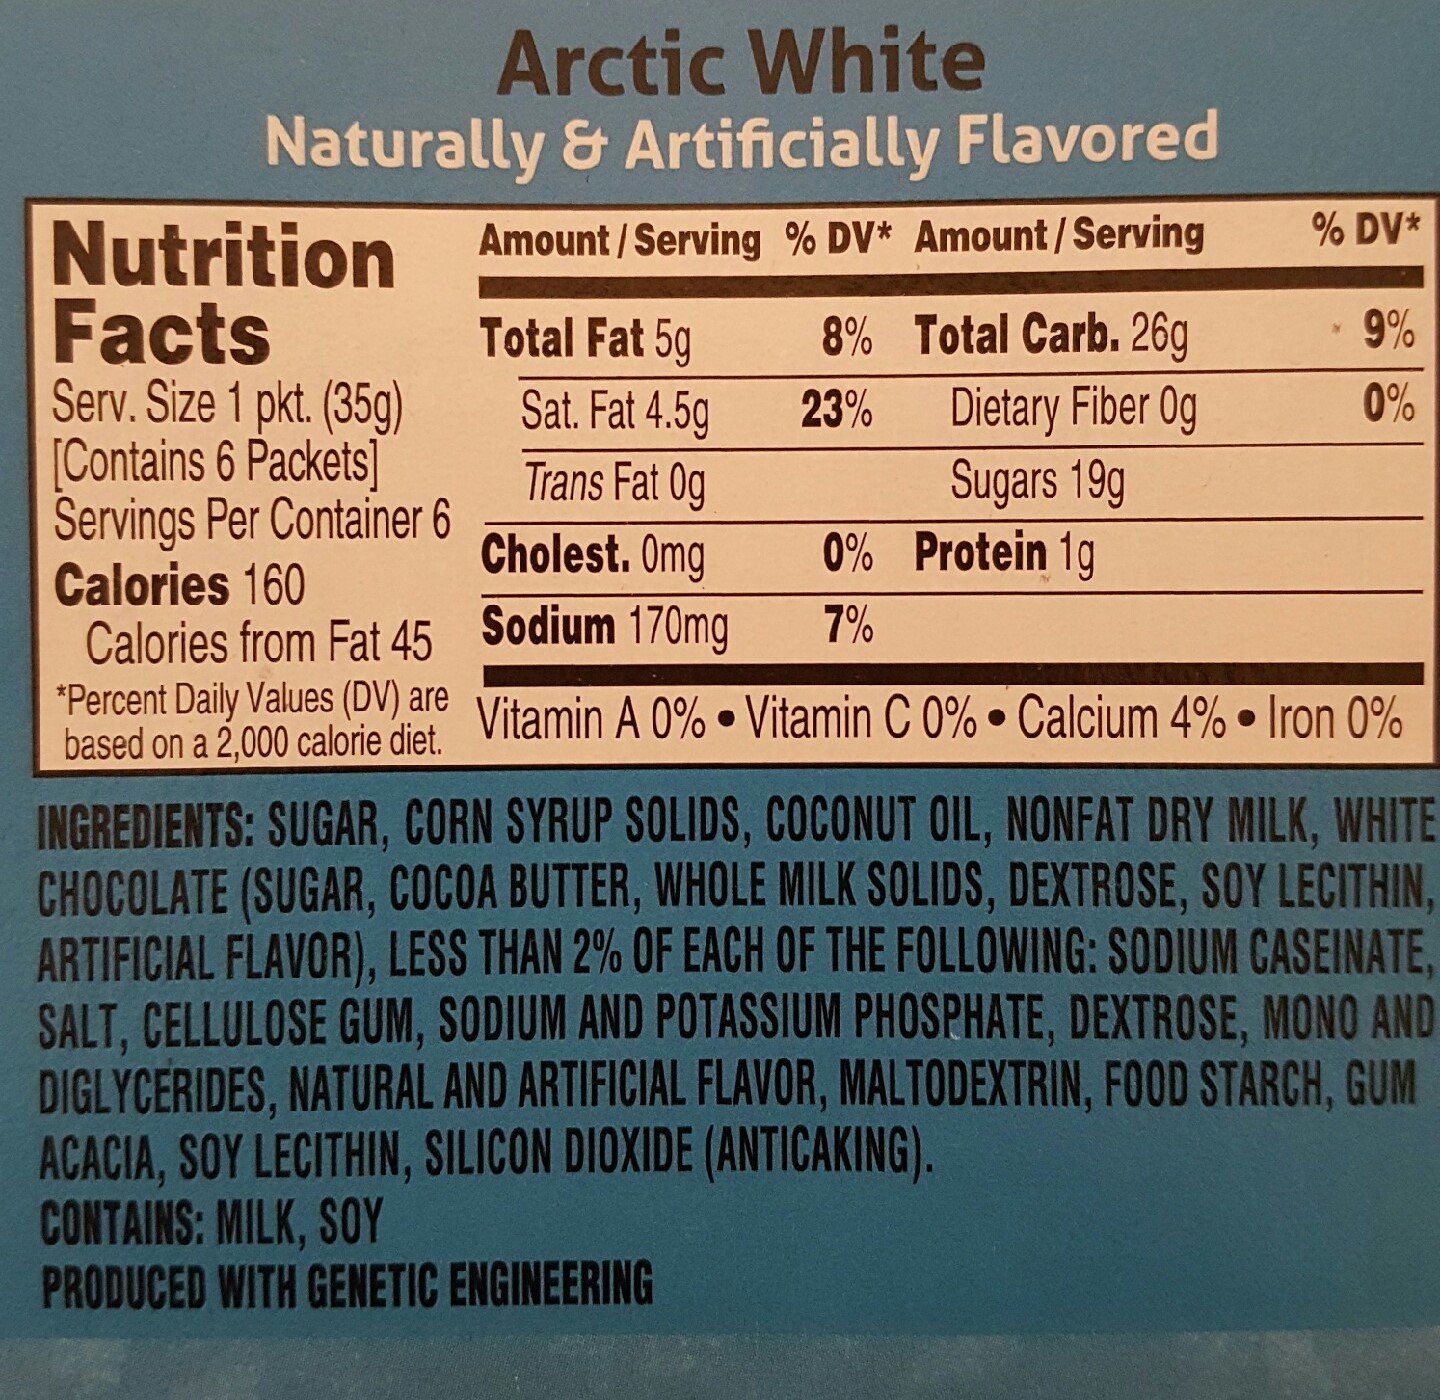 Arctic White
Naturally & Artificially Flavored
Nutrition
Facts
Serv. Size 1 pkt. (35g)
[Contains 6 Packets]
Servings Per Container 6
Calories 160
Calories from Fat 45
*Percent Daily Values (DV) are
based on a 2,000 calorie diet.
Amount / Serving % DV* Amount / Serving % DV*
Total Fat 5g 8% Total Carb. 26g 9%
Sat. Fat 4.5g 23% Dietary Fiber 0g 0%
Trans Fat 0g Sugars 19g
Cholest. 0mg 0% Protein 1g
Sodium 170mg 7%
Vitamin A 0% • Vitamin C 0% • Calcium 4% • Iron 0%
INGREDIENTS: SUGAR, CORN SYRUP SOLIDS, COCONUT OIL, NONFAT DRY MILK, WHITE
CHOCOLATE (SUGAR, COCOA BUTTER, WHOLE MILK SOLIDS, DEXTROSE, SOY LECITHIN,
ARTIFICIAL FLAVOR), LESS THAN 2% OF EACH OF THE FOLLOWING: SODIUM CASEINATE,
SALT, CELLULOSE GUM, SODIUM AND POTASSIUM PHOSPHATE, DEXTROSE, MONO AND
DIGLYCERIDES, NATURAL AND ARTIFICIAL FLAVOR, MALTODEXTRIN, FOOD STARCH, GUM
ACACIA, SOY LECITHIN, SILICON DIOXIDE (ANTICAKING).
CONTAINS: MILK, SOY
PRODUCED WITH GENETIC ENGINEERING